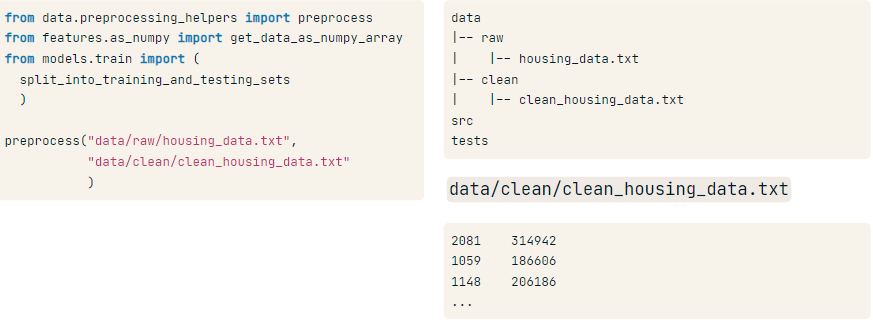 from data.preprocessing_helpers import preprocess
from features.as_numpy import get_data_as_numpy_array
from models.train import (
  split_into_training_and_testing_sets
  )
preprocess("data/raw/housing_data.txt",
           "data/clean/clean_housing_data.txt"
           )
data
|-- raw
|    |-- housing_data.txt
|-- clean
|    |-- clean_housing_data.txt
src
tests
data/clean/clean_housing_data.txt
2081    314942
1059    186606
1148    206186
...